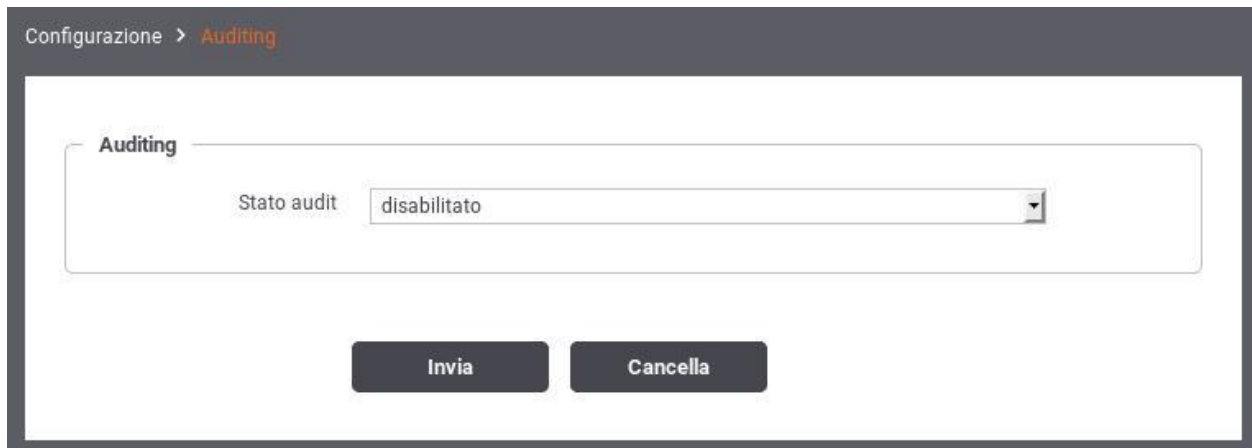 Configurazione > Auditing
Auditing
Stato audit disabilitato
Invia Cancella